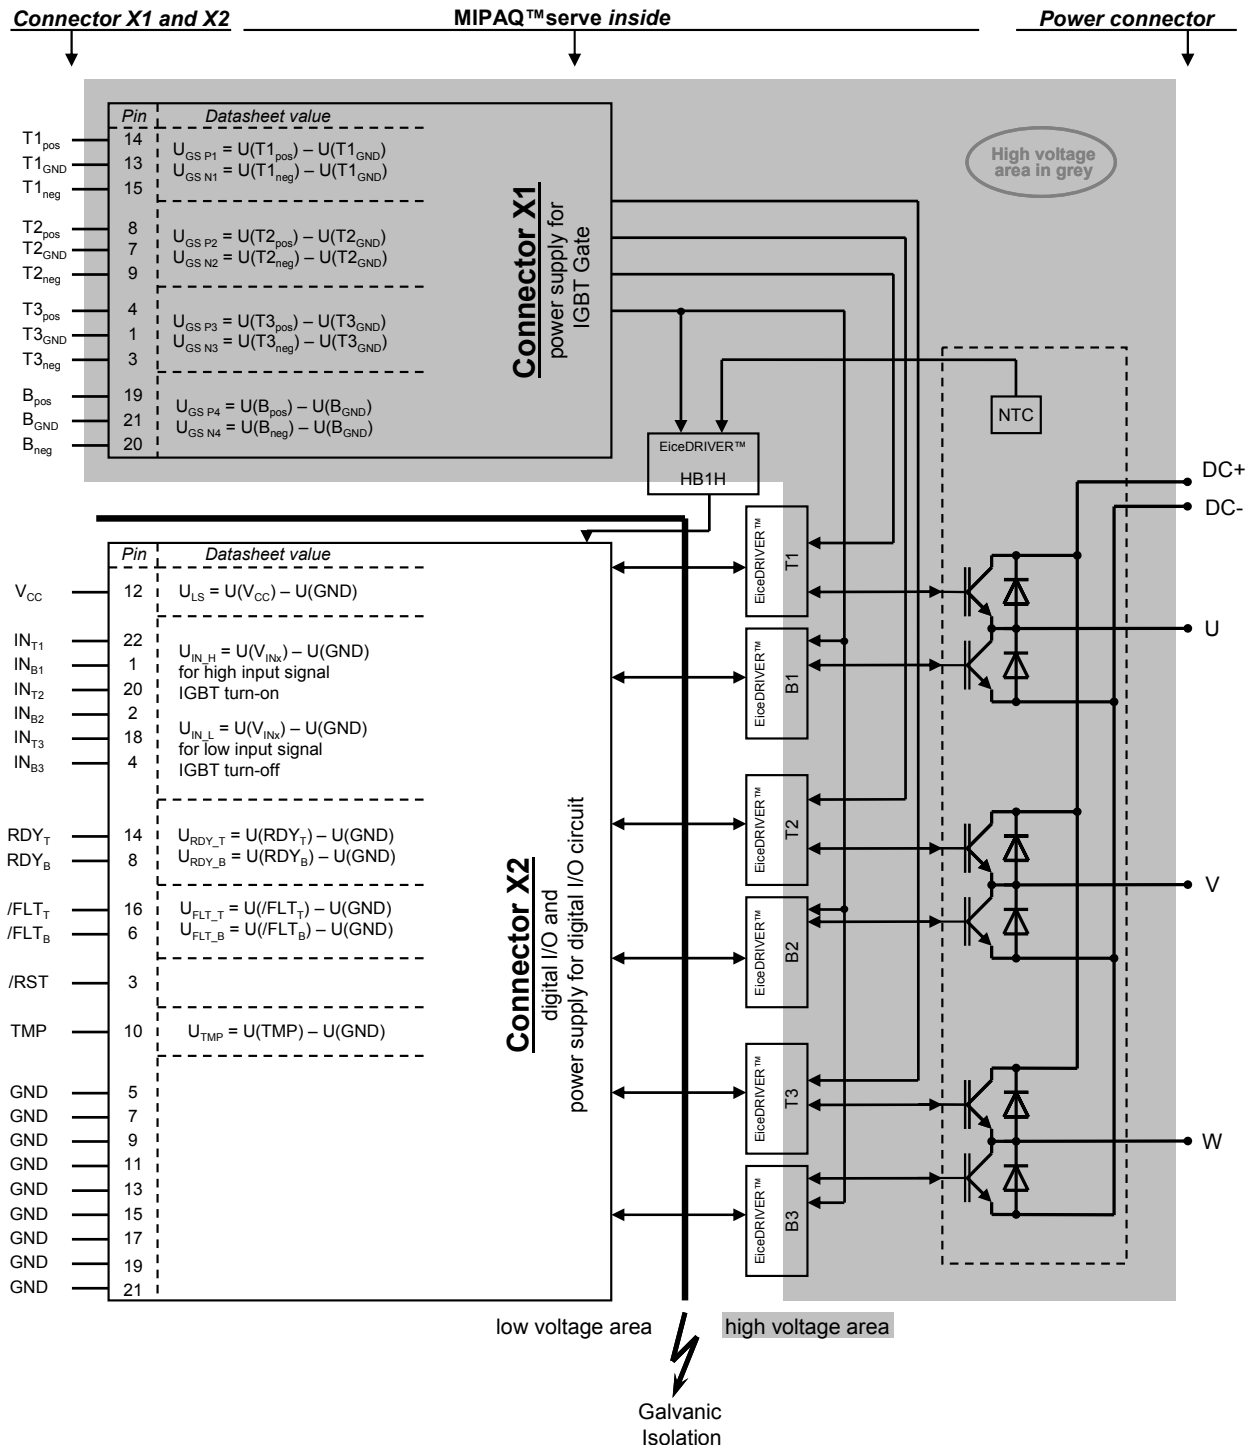 Connector X1 and X2
MIPAQ™serve inside
Power connector
Pin Datasheet value
T1pos 14
T1GND 13
T1neg 15
UGS P1 = U(T1pos) – U(T1GND)
UGS N1 = U(T1neg) – U(T1GND)
T2pos 8
T2GND 7
T2neg 9
UGS P2 = U(T2pos) – U(T2GND)
UGS N2 = U(T2neg) – U(T2GND)
T3pos 4
T3GND 1
T3neg 3
UGS P3 = U(T3pos) – U(T3GND)
UGS N3 = U(T3neg) – U(T3GND)
Bpos 19
BGND 21
Bneg 20
UGS P4 = U(Bpos) – U(BGND)
UGS N4 = U(Bneg) – U(BGND)
Connector X1
power supply for
IGBT Gate
High voltage
area in grey
NTC
EiceDRIVER™
HB1H
DC+
DC-
Pin Datasheet value
VCC 12 ULS = U(VCC) – U(GND)
INT1 22
INB1 1
INT2 20
INB2 2
INT3 18
INB3 4
UIN_H = U(VINx) – U(GND)
for high input signal
IGBT turn-on
UIN_L = U(VINx) – U(GND)
for low input signal
IGBT turn-off
RDYT 14 URDY_T = U(RDYT) – U(GND)
RDYB 8 URDY_B = U(RDYB) – U(GND)
/FLTT 16 UFLT_T = U(/FLTT) – U(GND)
/FLTB 6 UFLT_B = U(/FLTB) – U(GND)
/RST 3
TMP 10 UTMP = U(TMP) – U(GND)
GND 5
GND 7
GND 9
GND 11
GND 13
GND 15
GND 17
GND 19
GND 21
Connector X2
digital I/O and
power supply for digital I/O circuit
EiceDRIVER™
T1
EiceDRIVER™
B1
EiceDRIVER™
T2
EiceDRIVER™
B2
EiceDRIVER™
T3
EiceDRIVER™
B3
U
V
W
low voltage area
high voltage area
Galvanic
Isolation